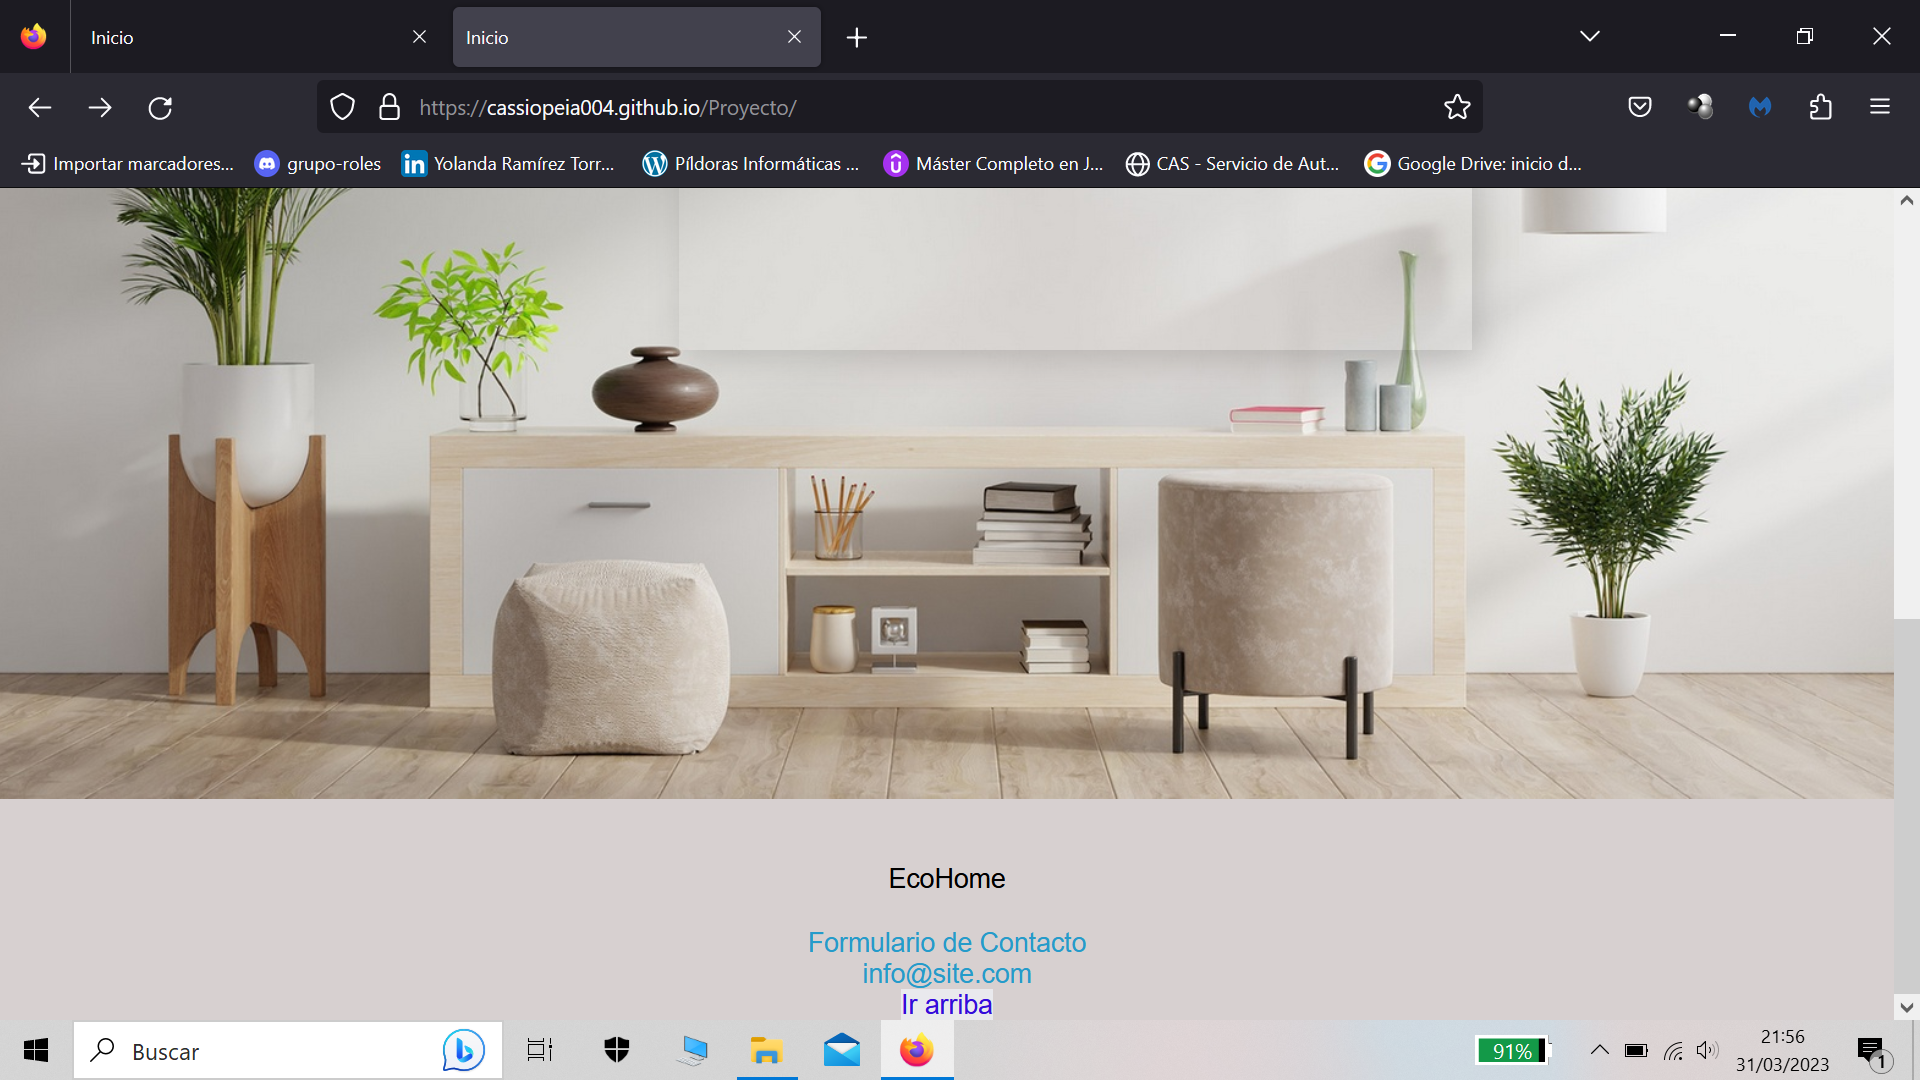 Inicio
Inicio
https://cassiopeia004.github.io/Proyecto/
Importar marcadores...
grupo-roles
Yolanda Ramírez Torr...
Píldoras Informáticas ...
Máster Completo en J...
CAS - Servicio de Aut...
Google Drive: inicio d...
EcoHome
Formulario de Contacto
info@site.com
Ir arriba
Buscar
91%
21:56
31/03/2023
1